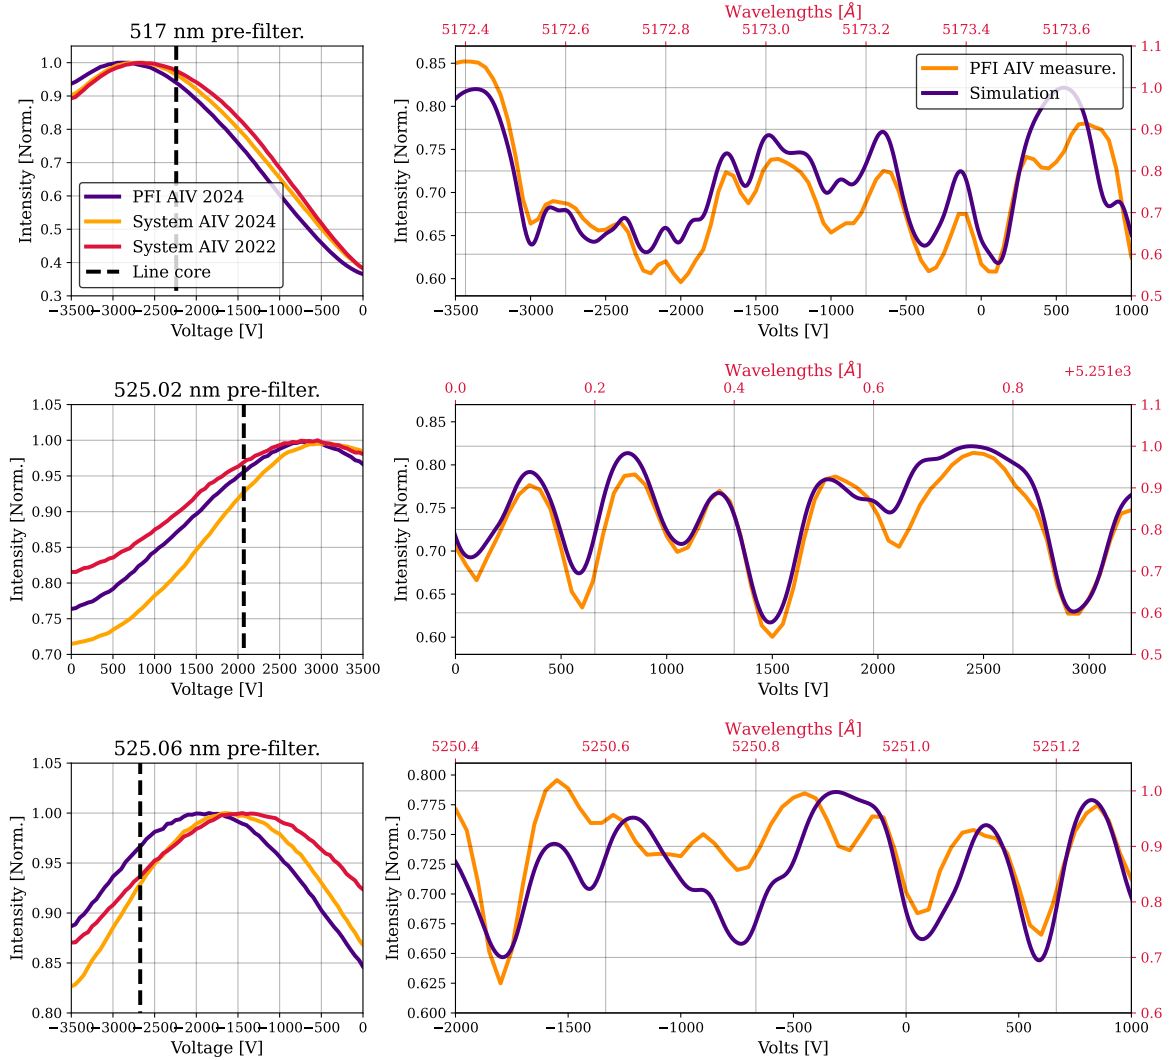 517 nm pre-filter.
Intensity [Norm.]
1.0
0.9
0.8
0.7
0.6
0.5
0.4
0.3
PFI AIV 2024
System AIV 2024
System AIV 2022
Line core
−3500 −3000 −2500 −2000 −1500 −1000 −500 0
Voltage [V]
Wavelengths [Å]
5172.4 5172.6 5172.8 5173.0 5173.2 5173.4 5173.6
Intensity [Norm.]
0.85
0.80
0.75
0.70
0.65
0.60
PFI AIV measure.
Simulation
1.1
1.0
0.9
0.8
0.7
0.6
0.5
−3500 −3000 −2500 −2000 −1500 −1000 −500 0 500 1000
Volts [V]
525.02 nm pre-filter.
Intensity [Norm.]
1.05
1.00
0.95
0.90
0.85
0.80
0.75
0.70
0 500 1000 1500 2000 2500 3000 3500
Voltage [V]
Wavelengths [Å]
0.0 0.2 0.4 0.6 0.8 +5.251e3
Intensity [Norm.]
0.85
0.80
0.75
0.70
0.65
0.60
1.1
1.0
0.9
0.8
0.7
0.6
0.5
0 500 1000 1500 2000 2500 3000
Volts [V]
525.06 nm pre-filter.
Intensity [Norm.]
1.05
1.00
0.95
0.90
0.85
0.80
−3500 −3000 −2500 −2000 −1500 −1000 −500 0
Voltage [V]
Wavelengths [Å]
5250.4 5250.6 5250.8 5251.0 5251.2
Intensity [Norm.]
0.800
0.775
0.750
0.725
0.700
0.675
0.650
0.625
0.600
1.0
0.9
0.8
0.7
0.6
−2000 −1500 −1000 −500 0 500 1000
Volts [V]